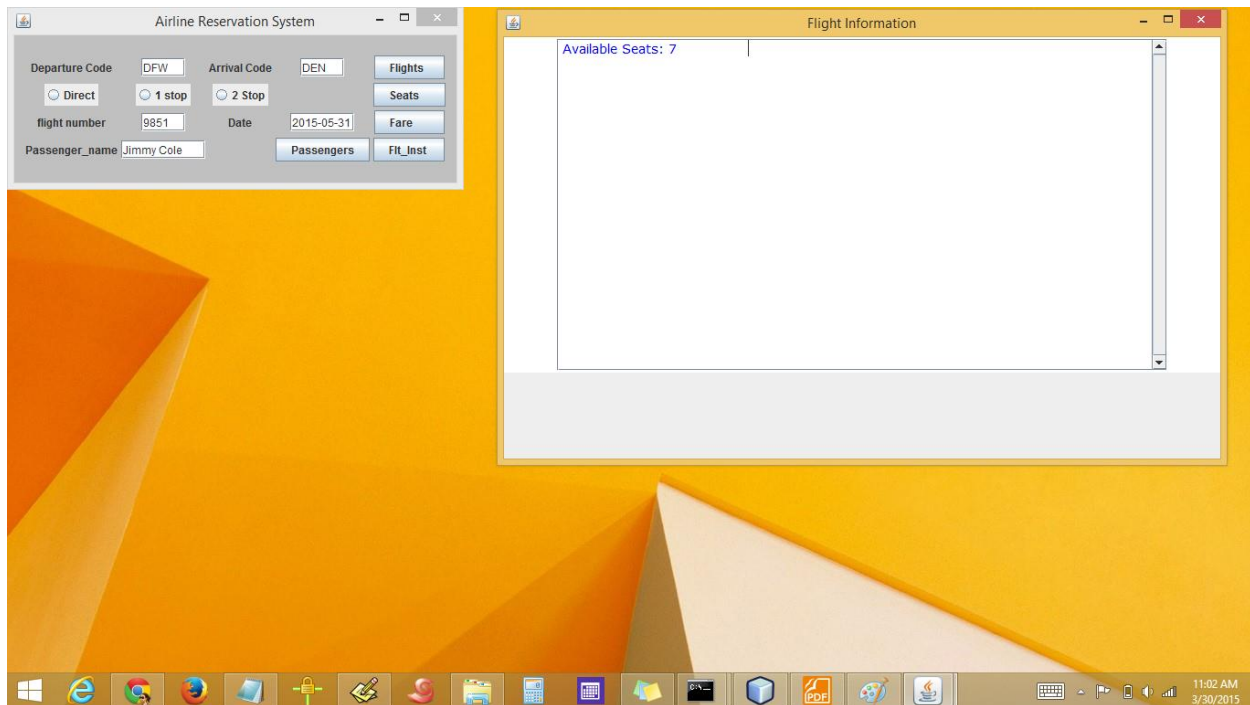 Airline Reservation System
Departure Code DFW Arrival Code DEN Flights
Direct 1 stop 2 Stop Seats
flight number 9851 Date 2015-05-31 Fare
Passenger_name Jimmy Cole Passengers Flt_Inst
Flight Information
Available Seats: 7
C:\_
PDF
11:02 AM
3/30/2015